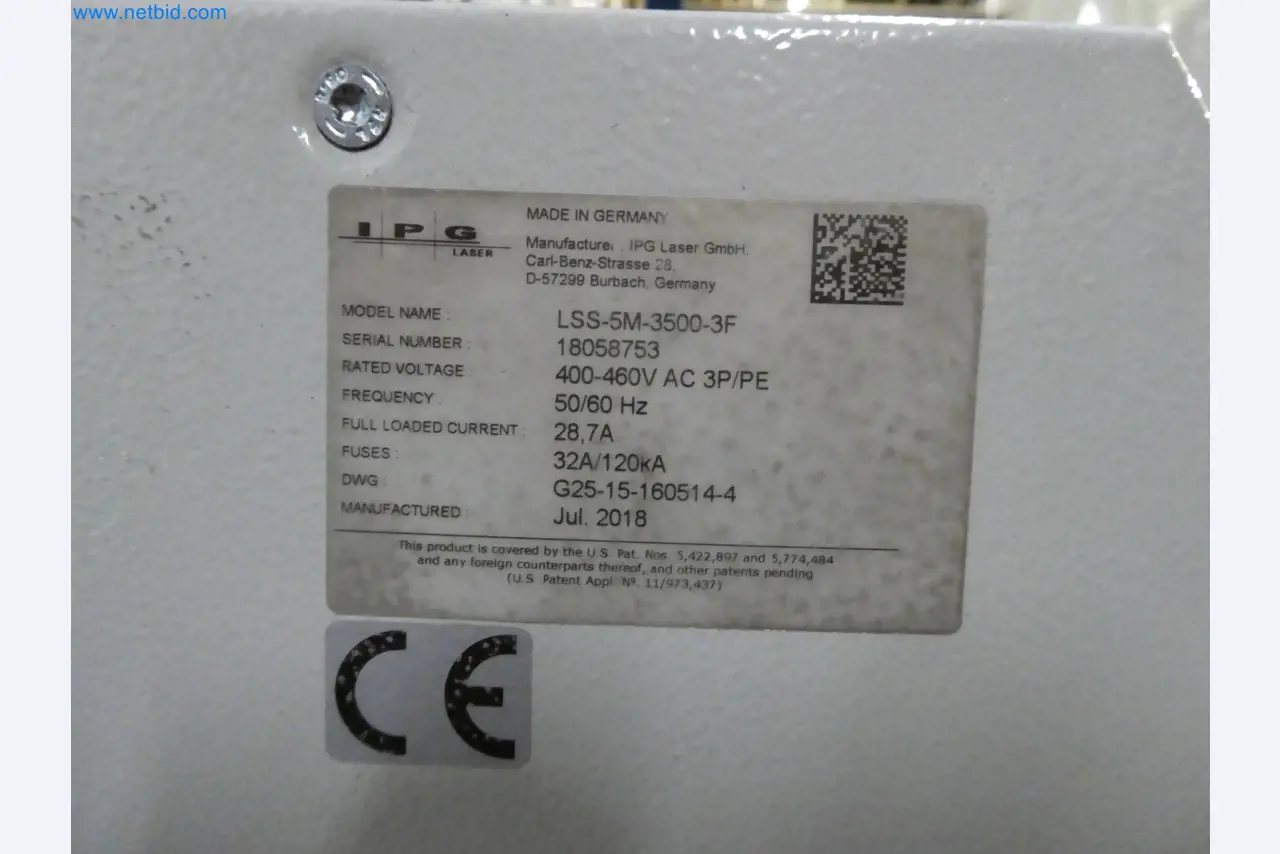 www.netbid.com
IPG
LASER
MADE IN GERMANY
Manufacturer : IPG Laser GmbH,
Carl-Benz-Strasse 28,
D-57299 Burbach, Germany
MODEL NAME : LSS-5M-3500-3F
SERIAL NUMBER : 18058753
RATED VOLTAGE : 400-460V AC 3P/PE
FREQUENCY : 50/60 Hz
FULL LOADED CURRENT : 28,7A
FUSES : 32A/120kA
DWG : G25-15-160514-4
MANUFACTURED : Jul. 2018
This product is covered by the U.S. Pat. Nos. 5,422,897 and 5,774,484
and any foreign counterparts thereof, and other patents pending
(U.S. Patent Appl. Nº. 11/973,437)
CE